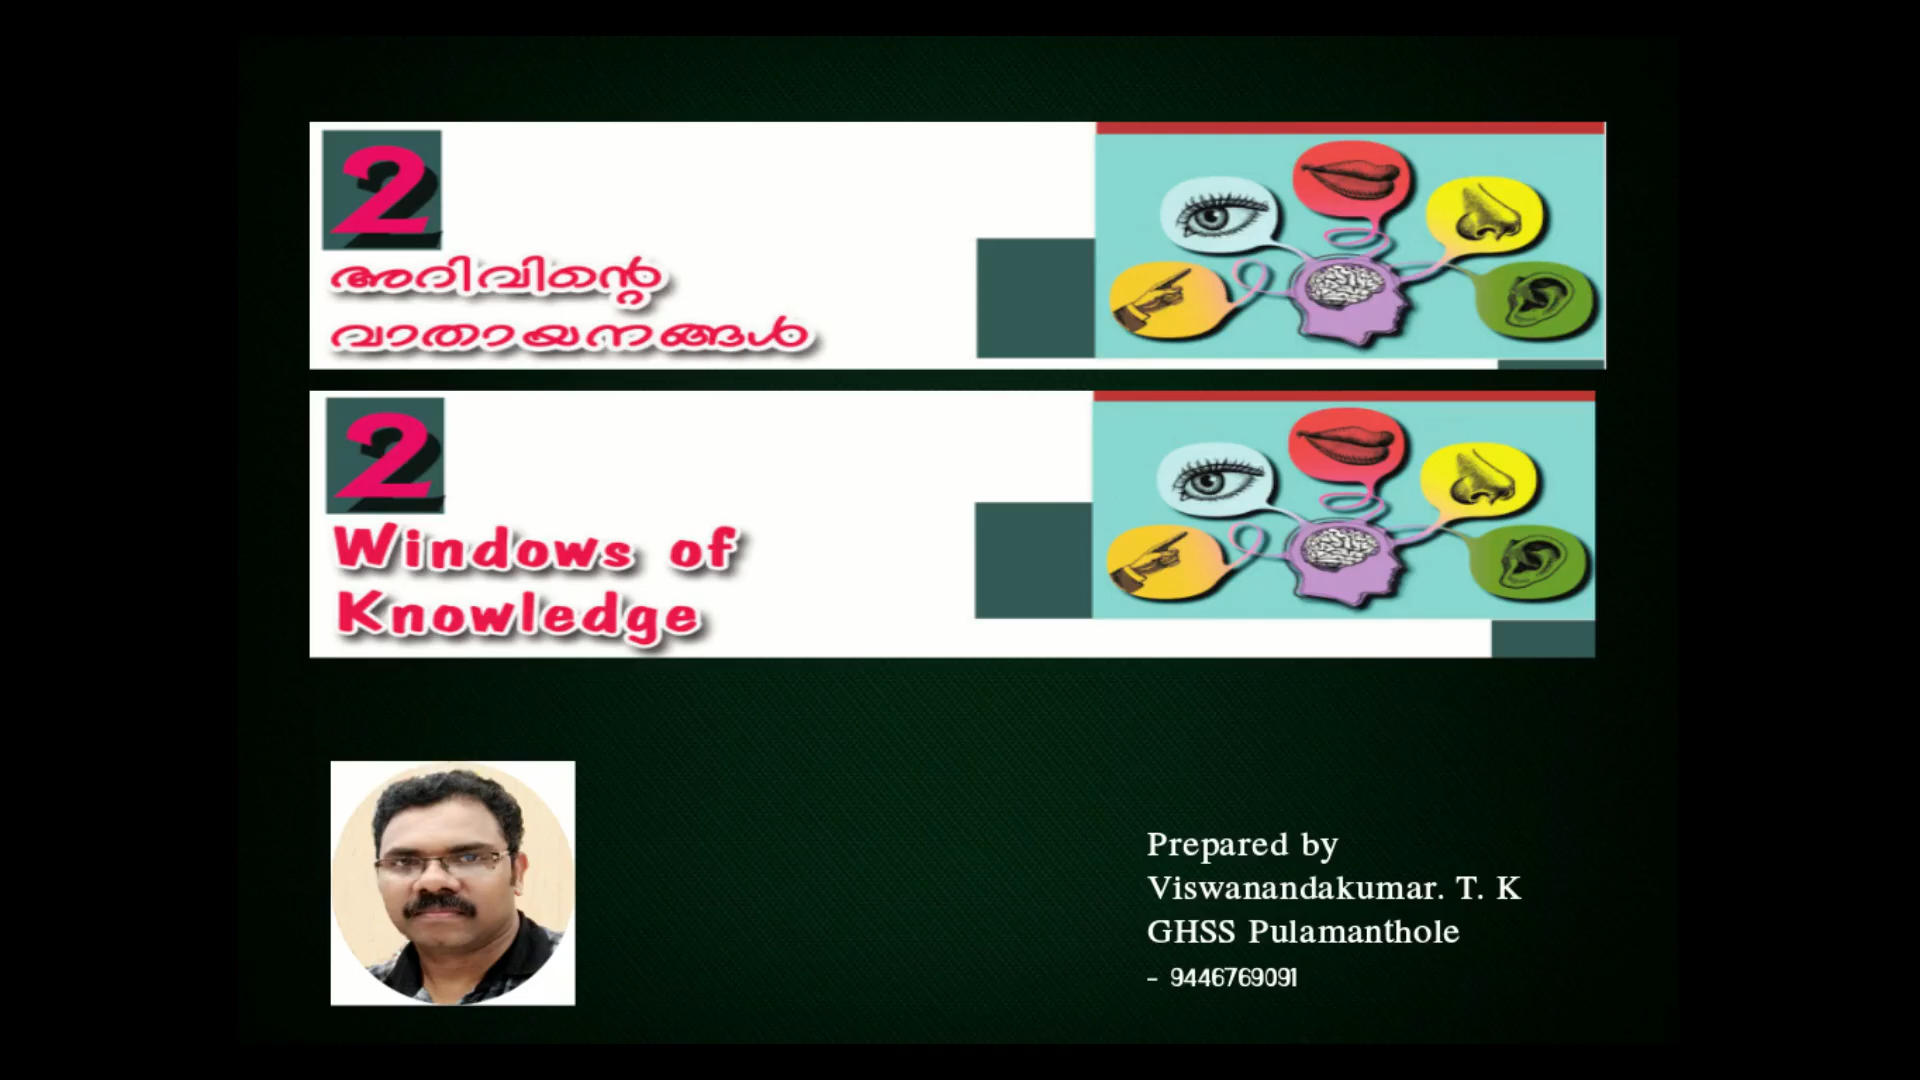 2
അറിവിന്റെ
വാതായനങ്ങൾ
2
Windows of
Knowledge
Prepared by
Viswanandakumar. T. K
GHSS Pulamanthole
- 9446769091